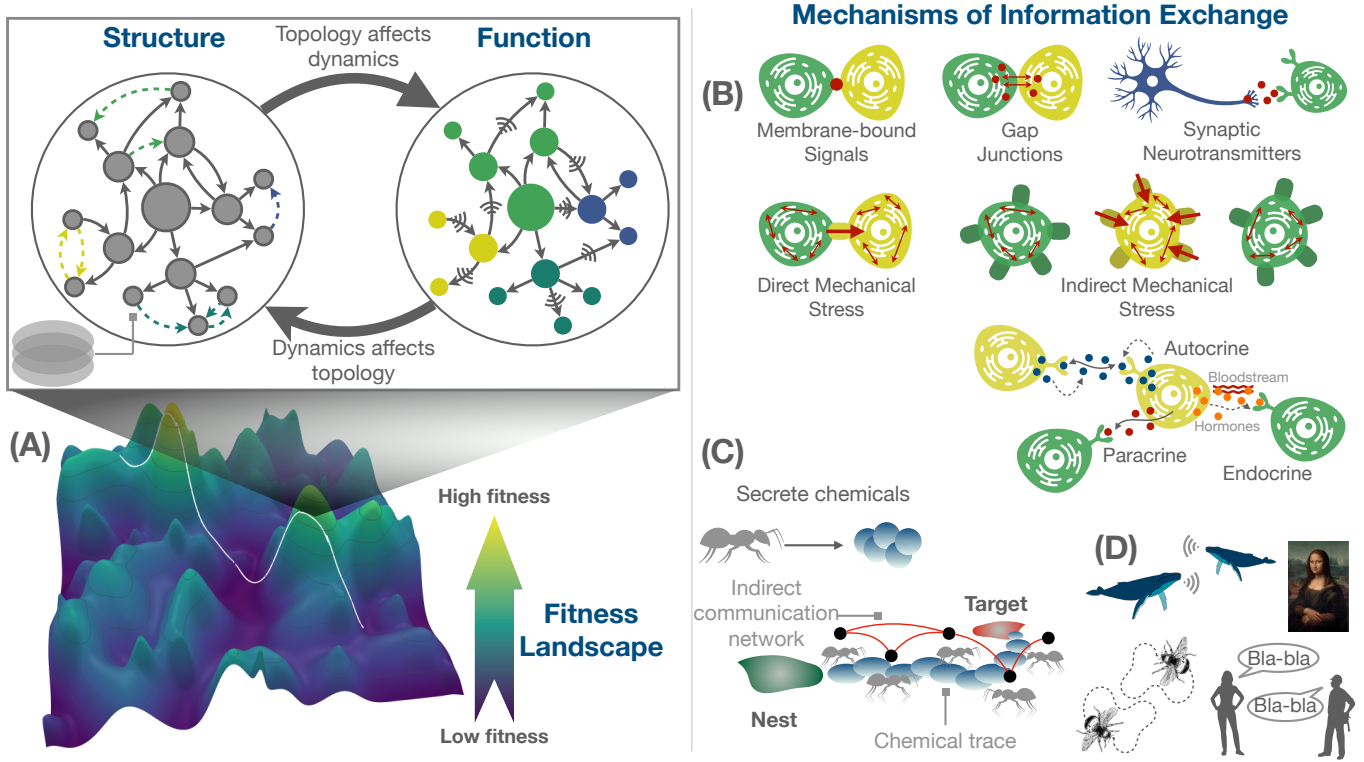 Structure
Topology affects
dynamics
Function
Dynamics affects
topology
(A)
High fitness
Fitness
Landscape
Low fitness
Mechanisms of Information Exchange
(B)
Membrane-bound
Signals
Gap
Junctions
Synaptic
Neurotransmitters
Direct Mechanical
Stress
Indirect Mechanical
Stress
Autocrine
Bloodstream
Hormones
Paracrine
Endocrine
(C)
Secrete chemicals
Indirect
communication
network
Target
Nest
Chemical trace
(D)
Bla-bla
Bla-bla